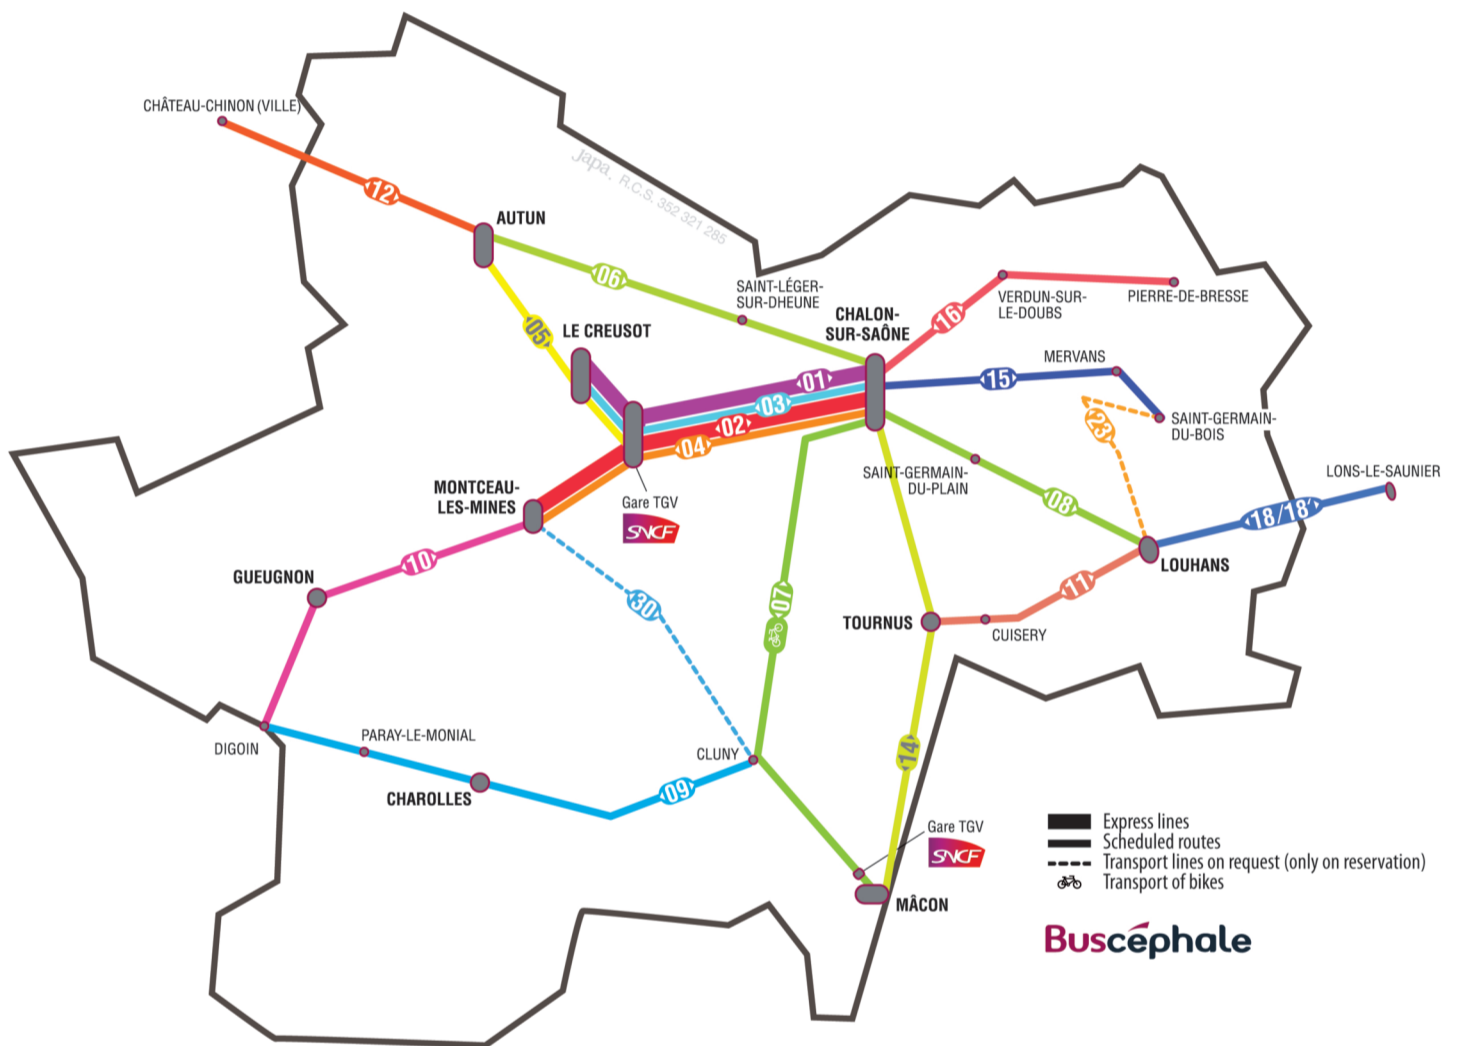 CHÂTEAU-CHINON (VILLE)
12
AUTUN
Japa. R.C.S. 352 321 285
06
SAINT-LÉGER-
SUR-DHEUNE
05
LE CREUSOT
CHALON-
SUR-SAÔNE
16
VERDUN-SUR-
LE-DOUBS
PIERRE-DE-BRESSE
MERVANS
01
15
03
02
04
23
SAINT-GERMAIN-
DU-BOIS
SAINT-GERMAIN-
DU-PLAIN
LONS-LE-SAUNIER
MONTCEAU-
LES-MINES
Gare TGV
SNCF
08
18/18'
10
LOUHANS
GUEUGNON
30
07
11
TOURNUS
CUISERY
DIGOIN
PARAY-LE-MONIAL
CLUNY
14
CHAROLLES
09
Gare TGV
SNCF
MÂCON
Express lines
Scheduled routes
Transport lines on request (only on reservation)
Transport of bikes
Buscéphale